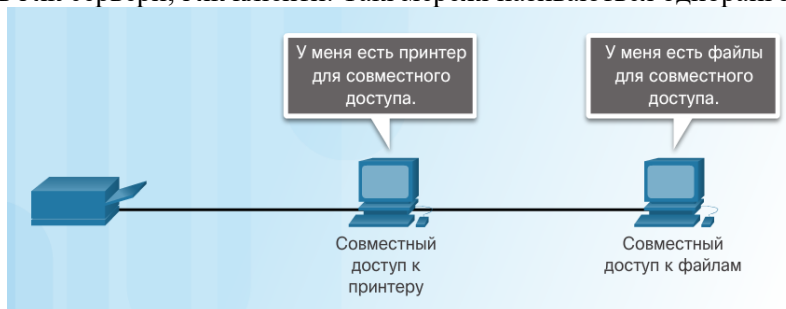 У меня есть принтер
для совместного
доступа.
У меня есть файлы
для совместного
доступа.
Совместный
доступ к
принтеру
Совместный
доступ к файлам